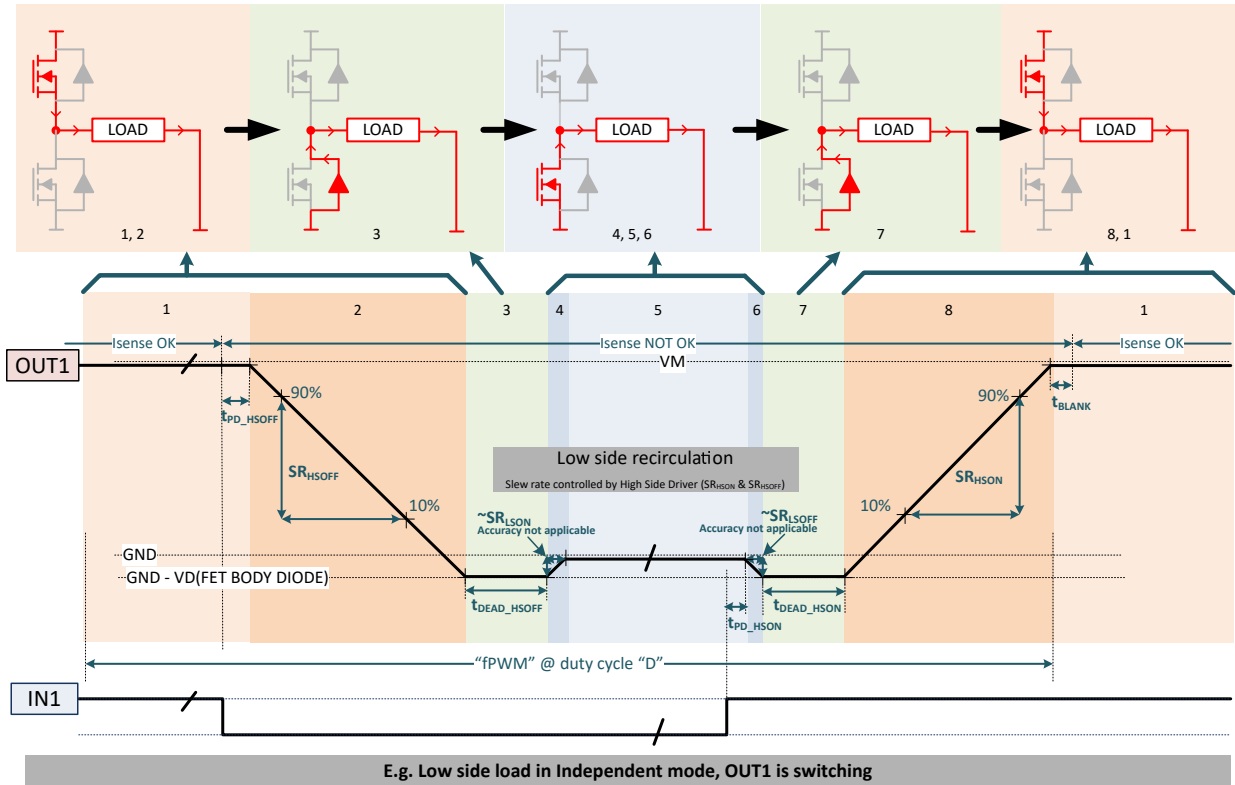 LOAD
LOAD
LOAD
LOAD
LOAD
1, 2
3
4, 5, 6
7
8, 1
1
2
3
4
5
6
7
8
1
Isense OK
Isense NOT OK
Isense OK
OUT1
VM
tPD_HSOFF
90%
90%
tBLANK
SRHSOFF
Low side recirculation
Slew rate controlled by High Side Driver (SRHSON & SRHSOFF)
SRHSON
10%
10%
~SRLSON
Accuracy not applicable
~SRLSOFF
Accuracy not applicable
GND
GND - VD(FET BODY DIODE)
tDEAD_HSOFF
tDEAD_HSON
tPD_HSON
“fPWM” @ duty cycle “D”
IN1
E.g. Low side load in Independent mode, OUT1 is switching